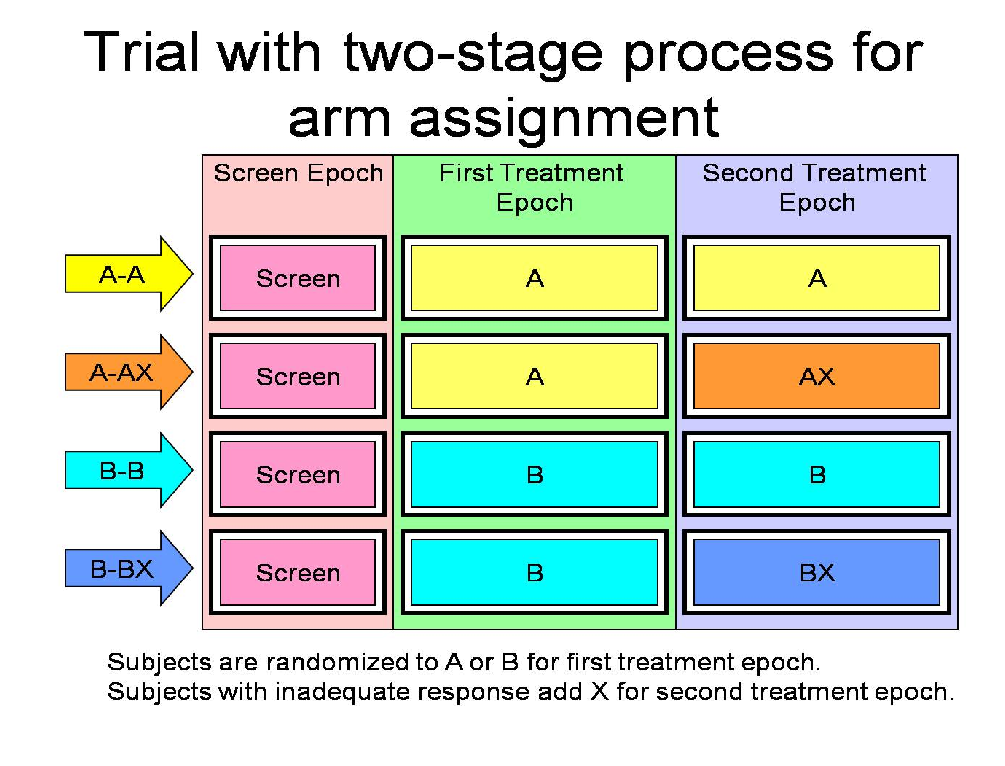 Trial with two-stage process for
arm assignment
Screen Epoch
First Treatment
Epoch
Second Treatment
Epoch
A-A
Screen
A
A
A-AX
Screen
A
AX
B-B
Screen
B
B
B-BX
Screen
B
BX
Subjects are randomized to A or B for first treatment epoch.
Subjects with inadequate response add X for second treatment epoch.